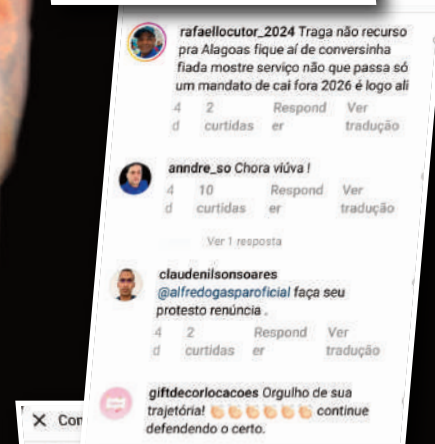 rafaellocutor_2024 Traga não recurso
pra Alagoas fique aí de conversinha
fiada mostre serviço não que passa só
um mandato de cai fora 2026 é logo ali
4 2 Respond Ver
d curtidas er tradução
anndre_so Chora viúva !
4 10 Respond Ver
d curtidas er tradução
Ver 1 resposta
claudenilsonsoares
@alfredogasparoficial faça seu
protesto renúncia .
4 2 Respond Ver
d curtidas er tradução
giftdecorlocacoes Orgulho de sua
trajetória! 👏👏👏👏👏👏 continue
defendendo o certo.
✕ Con